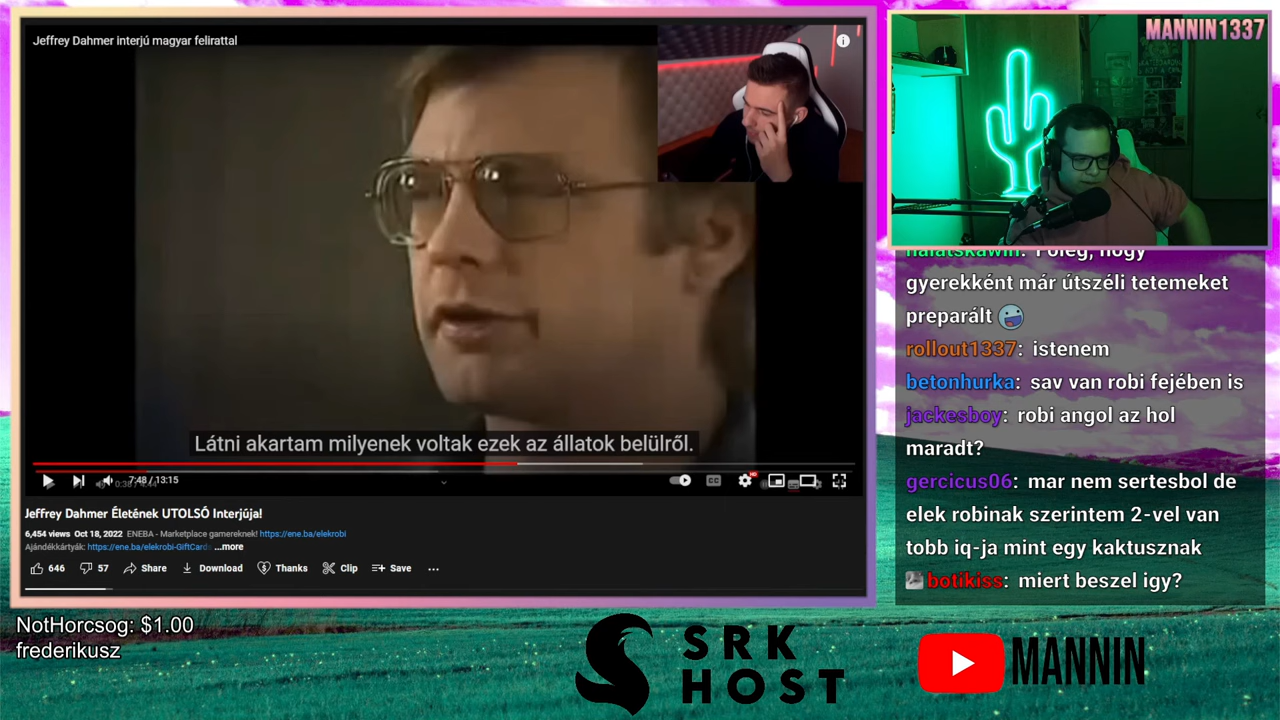 Jeffrey Dahmer interjú magyar felirattal
Látni akartam milyenek voltak ezek az állatok belülről.
7:48 / 13:15
CC
HD
Jeffrey Dahmer Életének UTOLSÓ Interjúja!
6,454 views Oct 18, 2022 ENEBA - Marketplace gamereknek! https://ene.ba/elekrobi
Ajándékkártyák: https://ene.ba/elekrobi-GiftCards ...more
646
57
Share
Download
Thanks
Clip
Save
MANNIN1337
halatskawin: Főleg, hogy
gyerekként már útszéli tetemeket
preparált
rollout1337: istenem
betonhurka: sav van robi fejében is
jackesboy: robi angol az hol
maradt?
gercicus06: mar nem sertesbol de
elek robinak szerintem 2-vel van
tobb iq-ja mint egy kaktusznak
botikiss: miert beszel igy?
NotHorcsog: $1.00
frederikusz
SRK
HOST
MANNIN